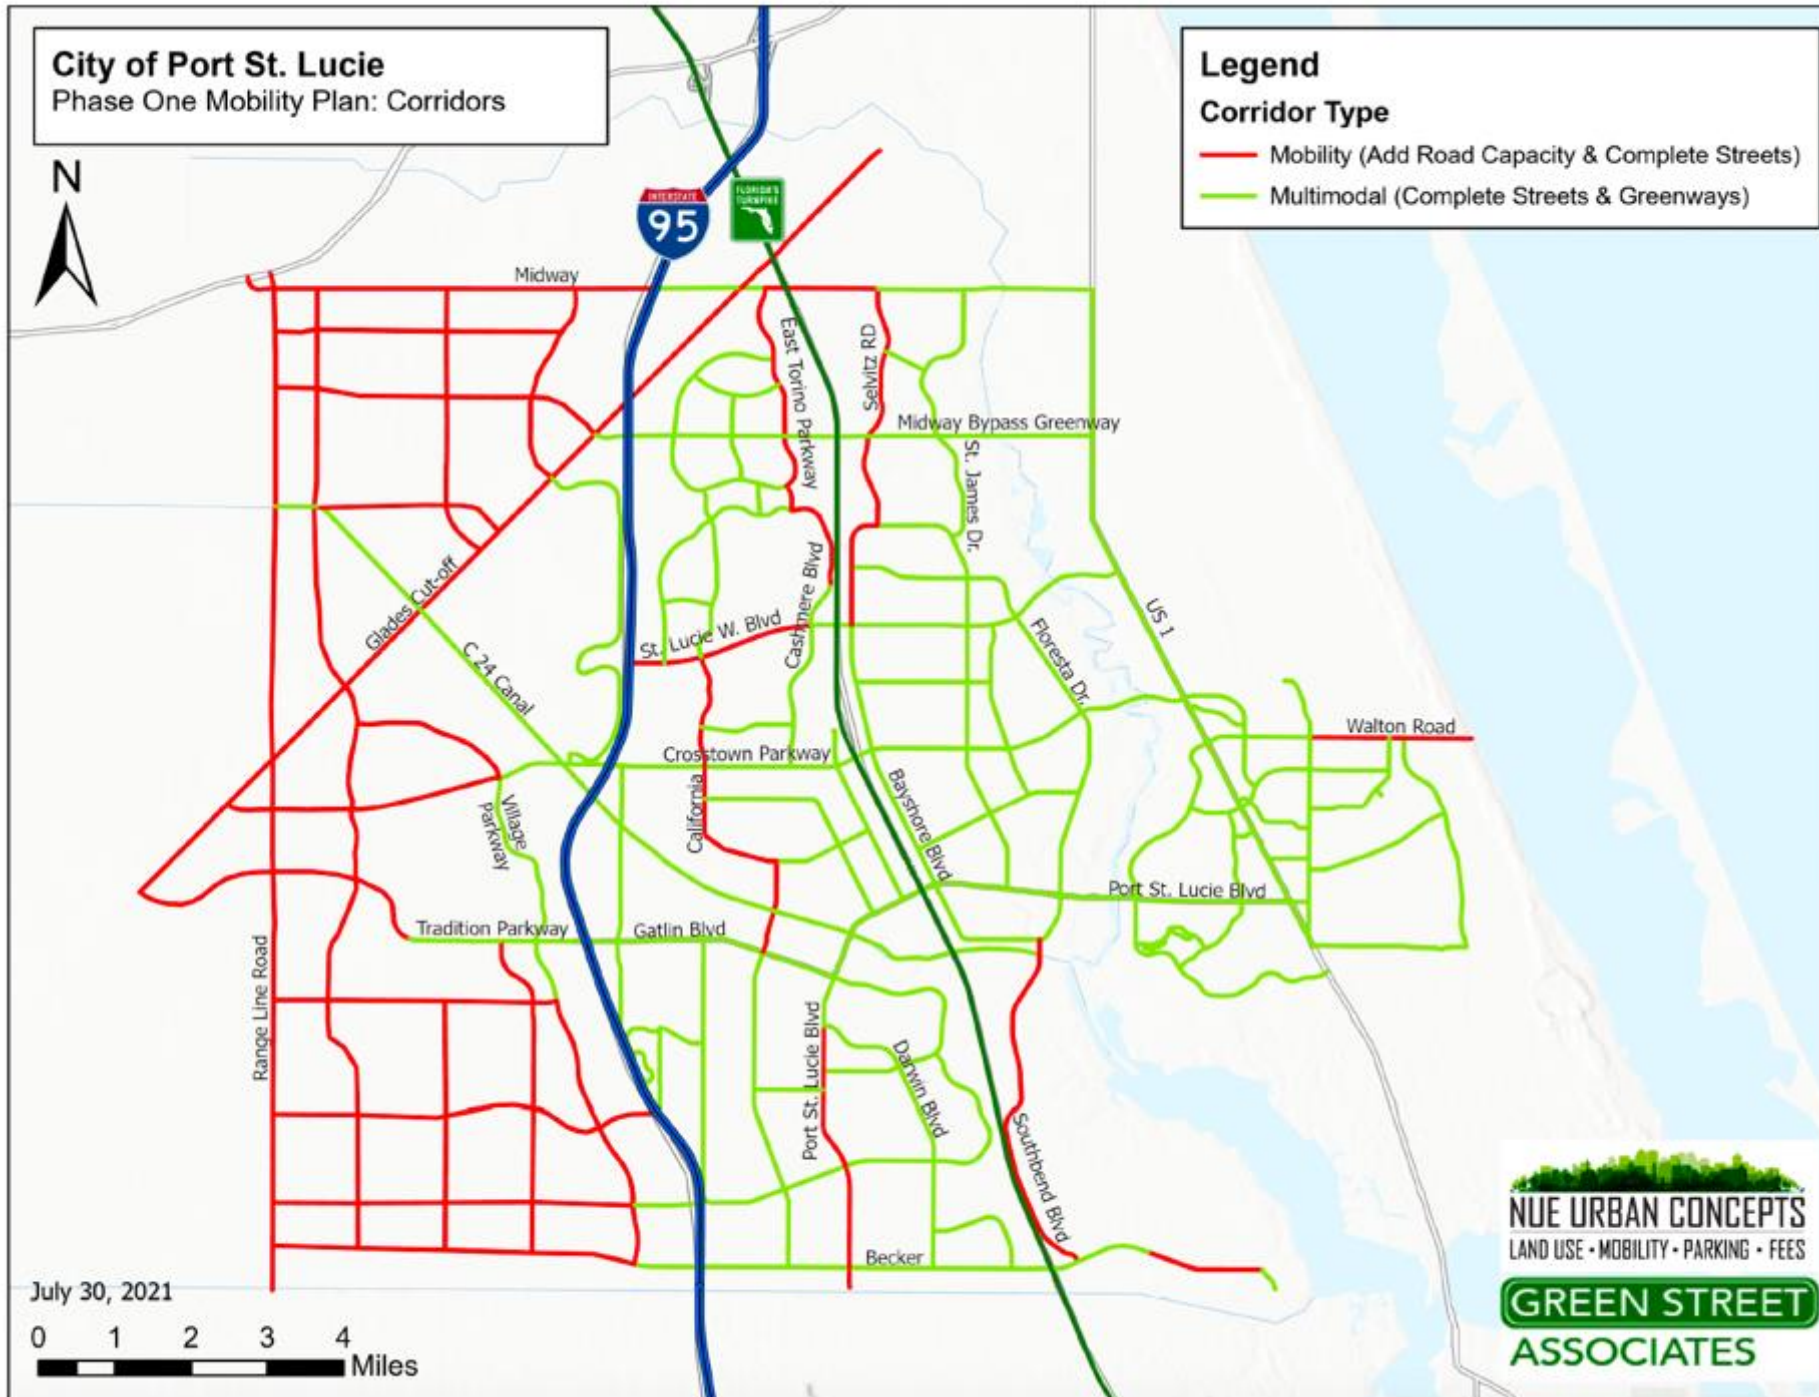 City of Port St. Lucie
Phase One Mobility Plan: Corridors
Legend
Corridor Type
Mobility (Add Road Capacity & Complete Streets)
Multimodal (Complete Streets & Greenways)
N
INTERSTATE
95
FLORIDA'S
TURNPIKE
Midway
East Torino Parkway
Selvitz RD
Midway Bypass Greenway
St. James Dr.
Glades Cut-off
C 24 Canal
Cashmere Blvd
St. Lucie W. Blvd
Floresta Dr.
US 1
Walton Road
Crosstown Parkway
California
Village
Parkway
Bayshore Blvd
Port St. Lucie Blvd
Tradition Parkway
Gatlin Blvd
Range Line Road
Port St. Lucie Blvd
Darwin Blvd
Southbend Blvd
Becker
July 30, 2021
0 1 2 3 4
Miles
NUE URBAN CONCEPTS
LAND USE • MOBILITY • PARKING • FEES
GREEN STREET
ASSOCIATES